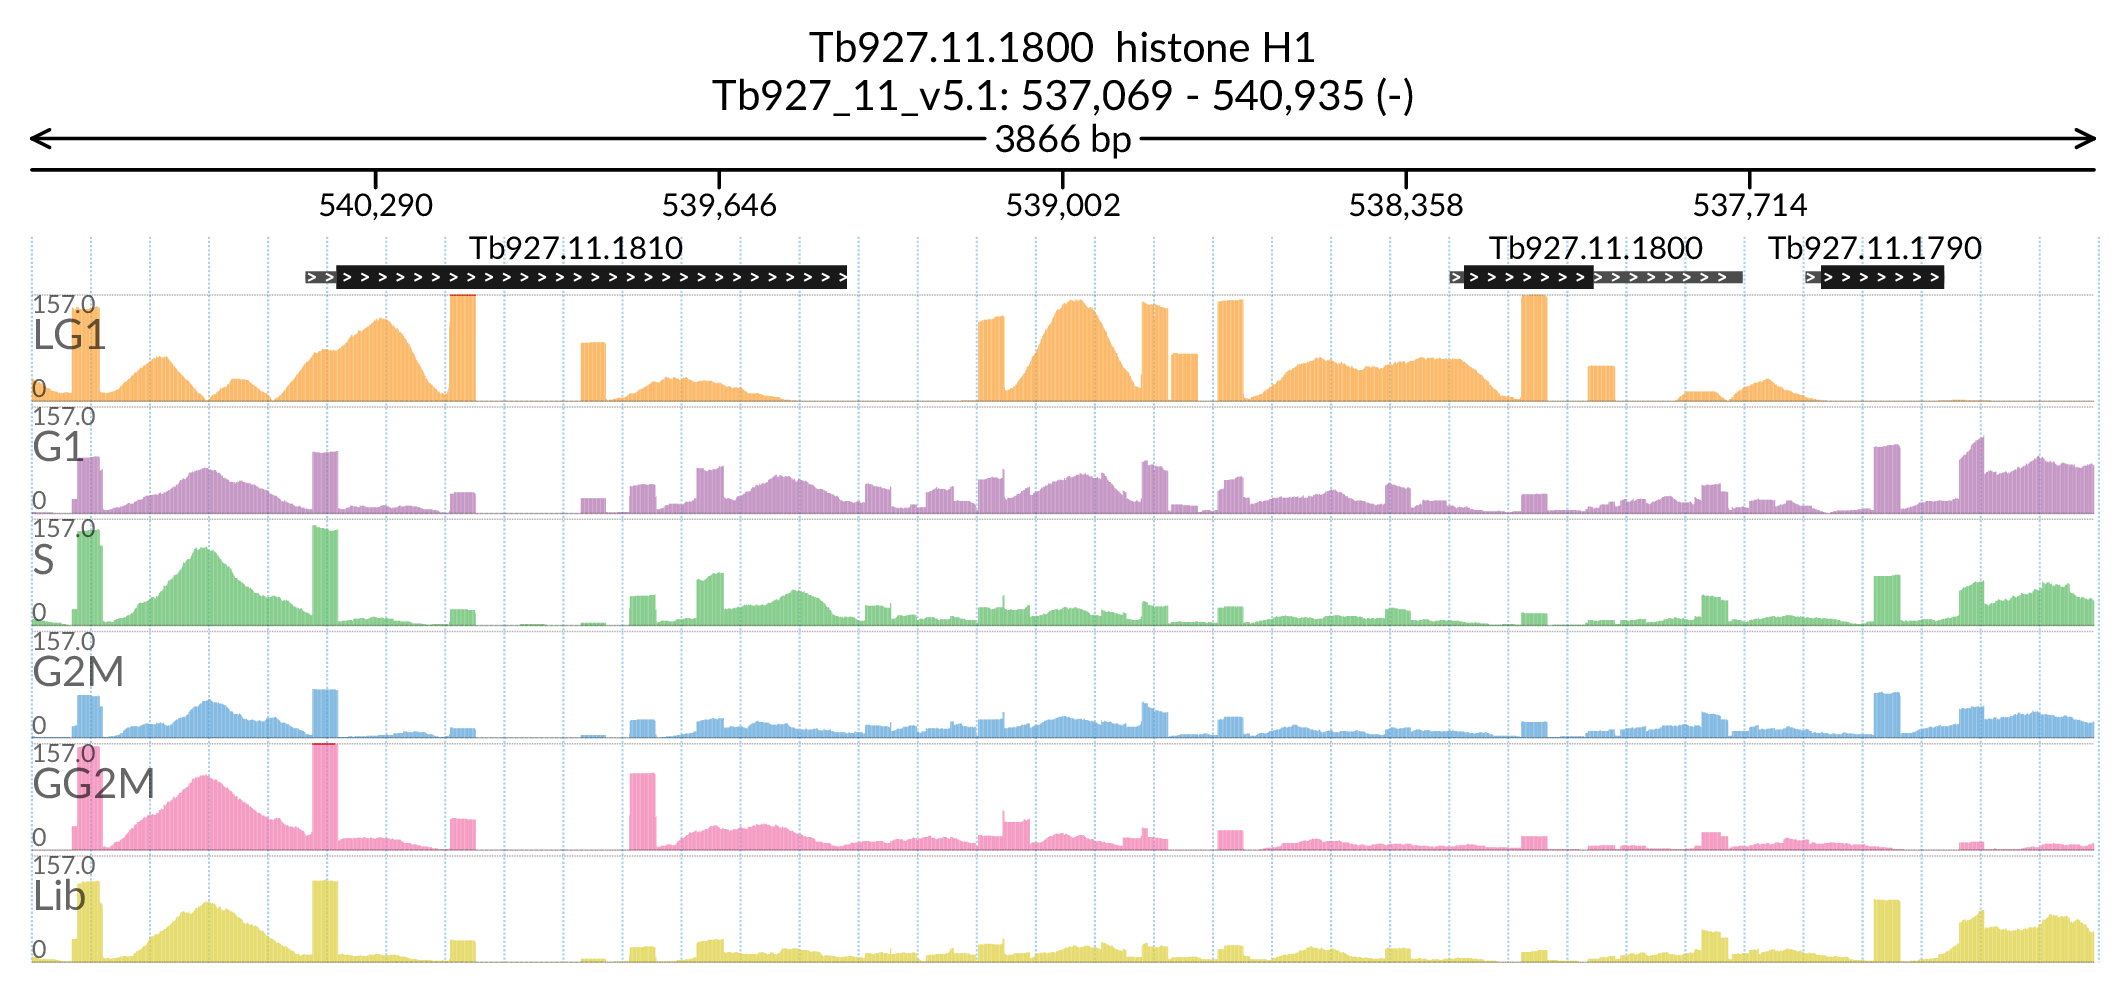 Tb927.11.1800 histone H1
Tb927_11_v5.1: 537,069 - 540,935 (-)
3866 bp
540,290 539,646 539,002 538,358 537,714
Tb927.11.1810 Tb927.11.1800 Tb927.11.1790
157.0
LG1
0
157.0
G1
0
157.0
S
0
157.0
G2M
0
157.0
GG2M
0
157.0
Lib
0